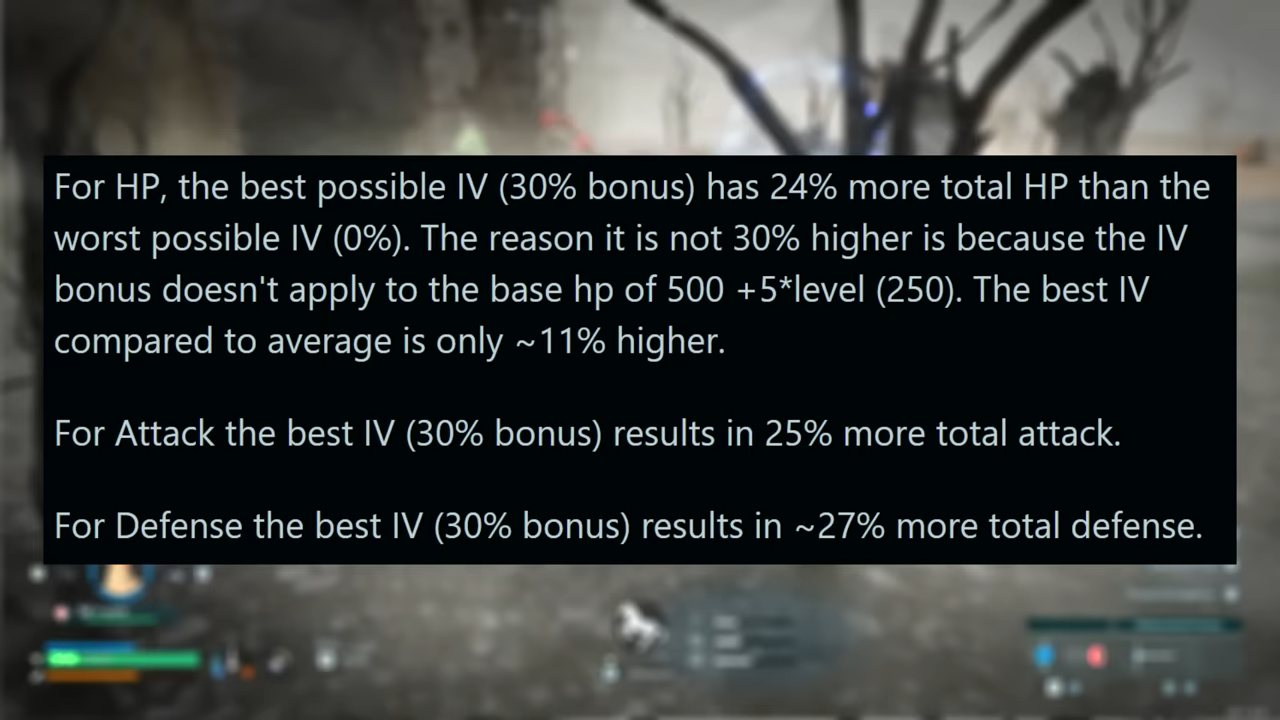 For HP, the best possible IV (30% bonus) has 24% more total HP than the
worst possible IV (0%). The reason it is not 30% higher is because the IV
bonus doesn't apply to the base hp of 500 +5*level (250). The best IV
compared to average is only ~11% higher.
For Attack the best IV (30% bonus) results in 25% more total attack.
For Defense the best IV (30% bonus) results in ~27% more total defense.